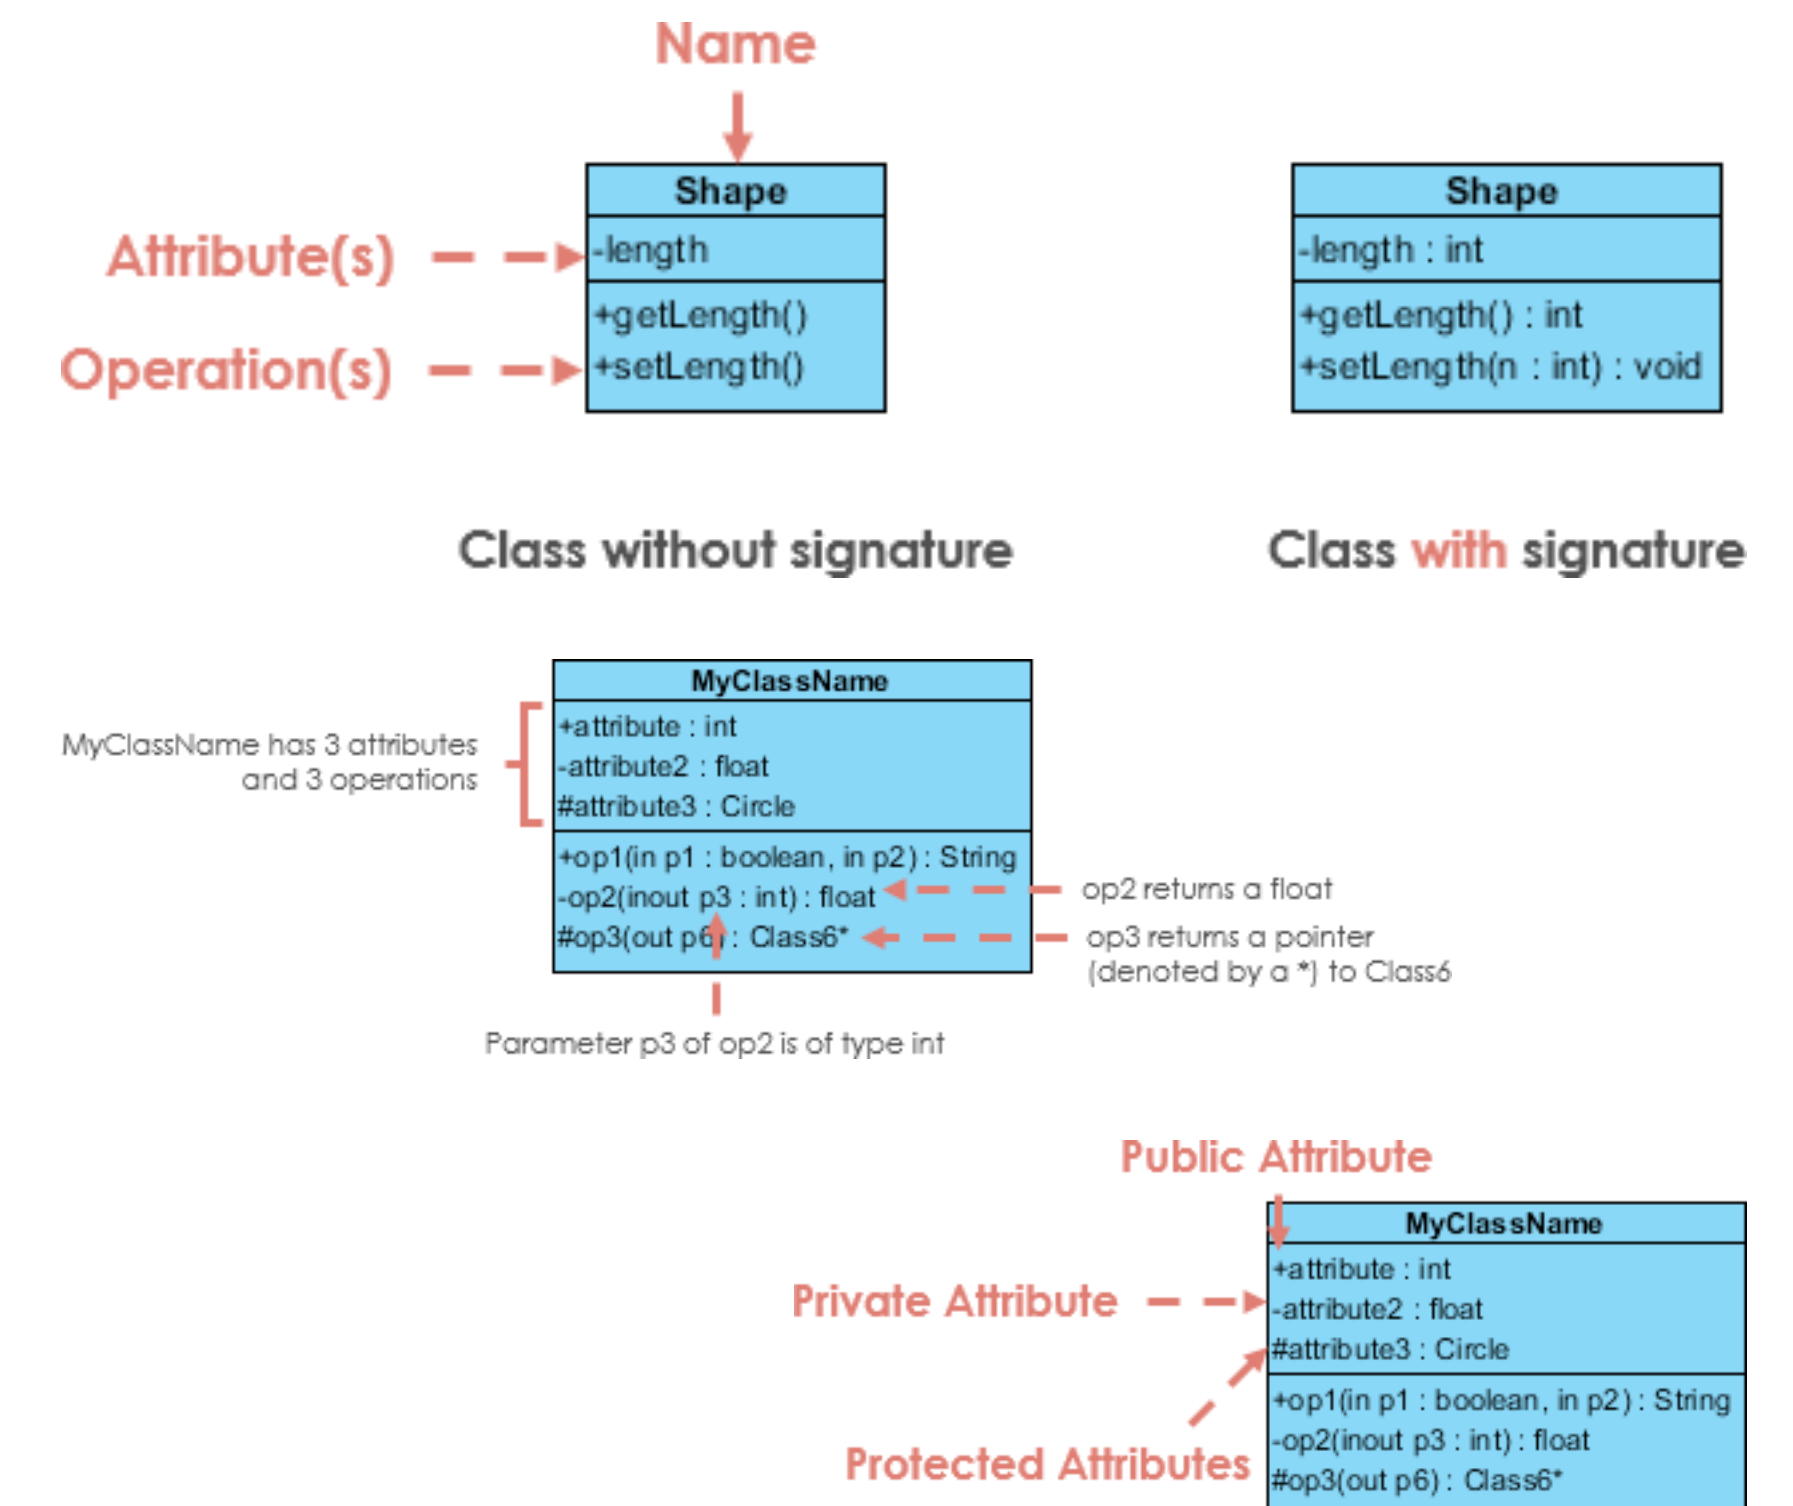 Name
Shape
Attribute(s)
-length
+getLength()
Operation(s)
+setLength()
Shape
-length : int
+getLength() : int
+setLength(n : int) : void
Class without signature
Class with signature
MyClassName
MyClassName has 3 attributes
and 3 operations
+attribute : int
-attribute2 : float
#attribute3 : Circle
+op1(in p1 : boolean, in p2) : String
-op2(inout p3 : int) : float
#op3(out p6) : Class6*
op2 returns a float
op3 returns a pointer
(denoted by a *) to Class6
Parameter p3 of op2 is of type int
Public Attribute
MyClassName
Private Attribute
+attribute : int
-attribute2 : float
#attribute3 : Circle
Protected Attributes
+op1(in p1 : boolean, in p2) : String
-op2(inout p3 : int) : float
#op3(out p6) : Class6*